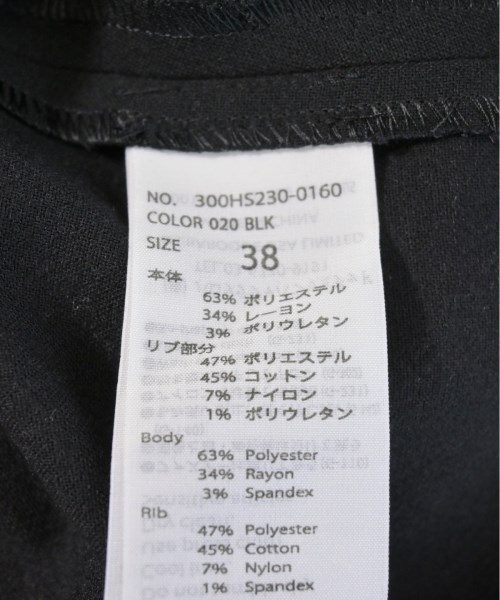 NO. 300HS230-0160
COLOR 020 BLK
SIZE 38
本体
63% ポリエステル
34% レーヨン
3% ポリウレタン
リブ部分
47% ポリエステル
45% コットン
7% ナイロン
1% ポリウレタン
Body
63% Polyester
34% Rayon
3% Spandex
Rib
47% Polyester
45% Cotton
7% Nylon
1% Spandex